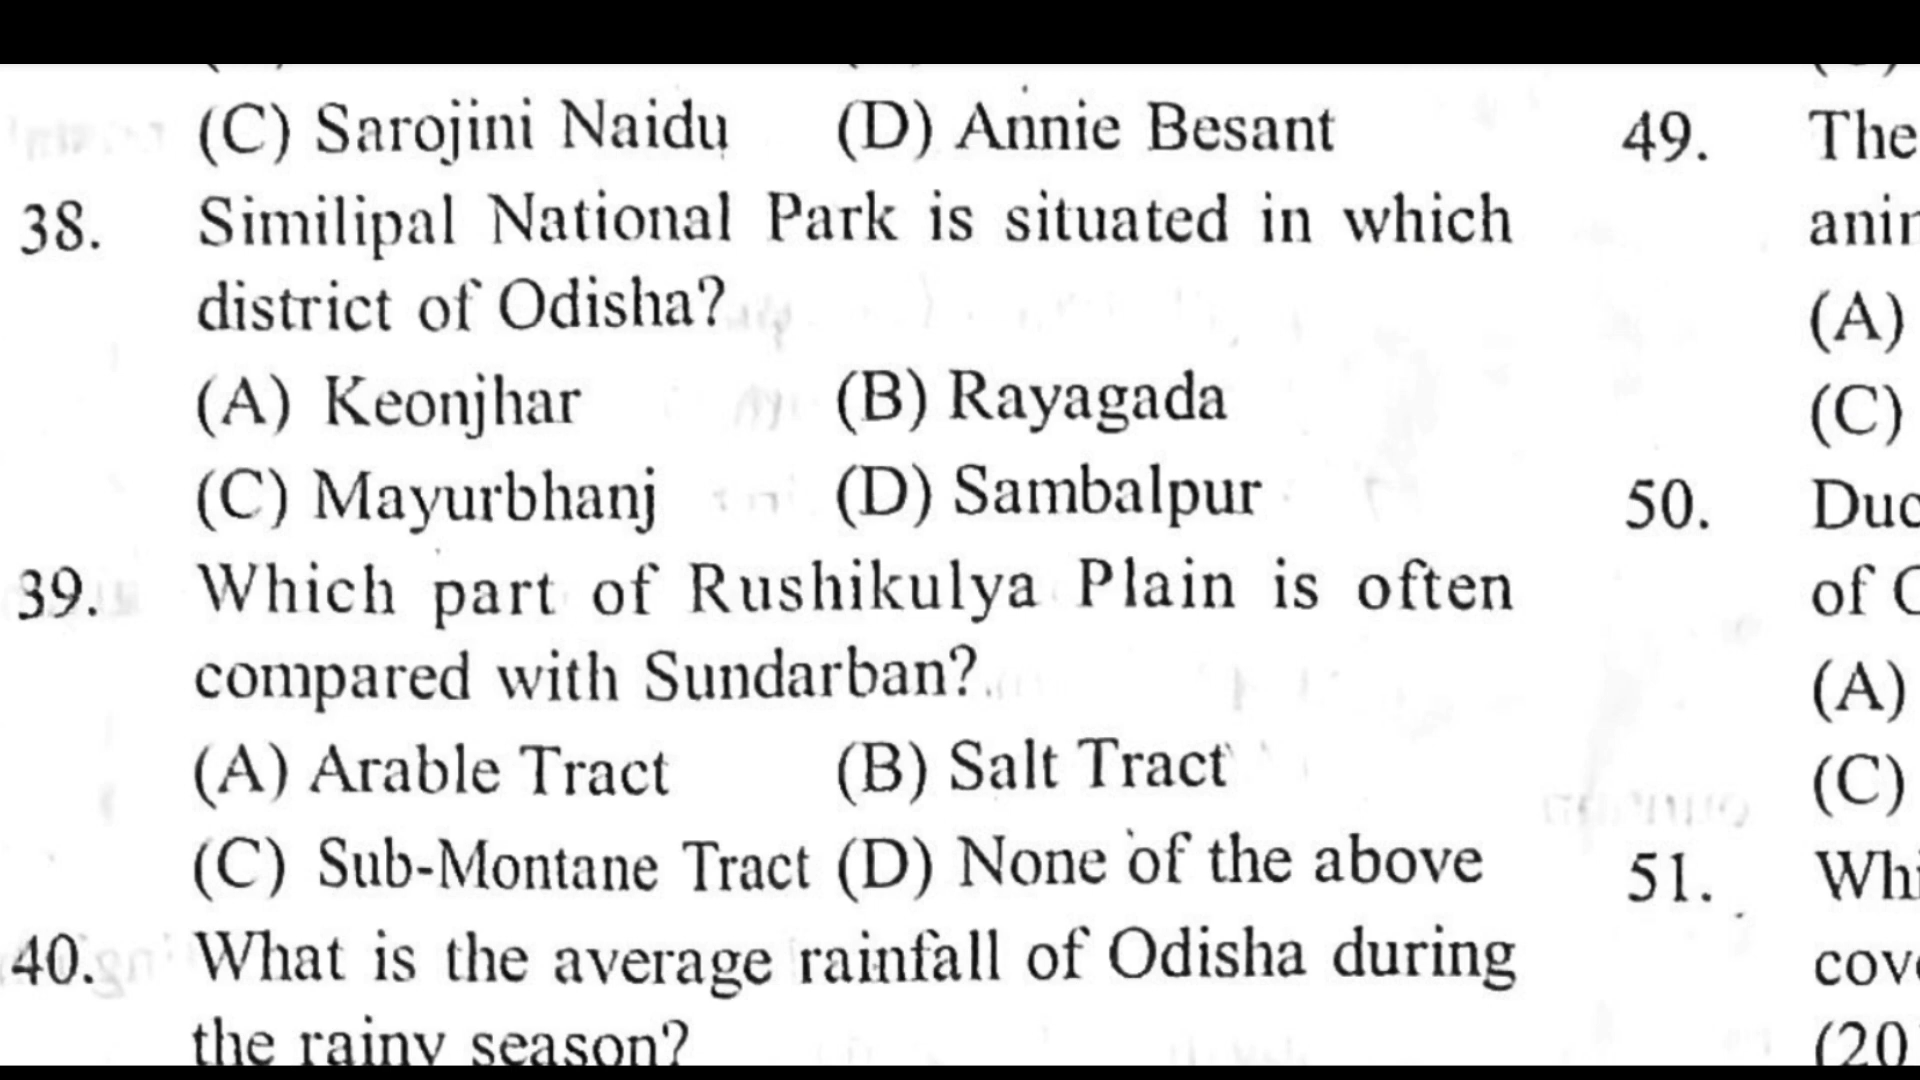 (C) Sarojini Naidu (D) Annie Besant
38. Similipal National Park is situated in which
district of Odisha?
(A) Keonjhar (B) Rayagada
(C) Mayurbhanj (D) Sambalpur
39. Which part of Rushikulya Plain is often
compared with Sundarban?
(A) Arable Tract (B) Salt Tract
(C) Sub-Montane Tract (D) None of the above
40. What is the average rainfall of Odisha during
the rainy season?
49. The
(A)
(C)
50.
of
(A)
(C)
51.
(20